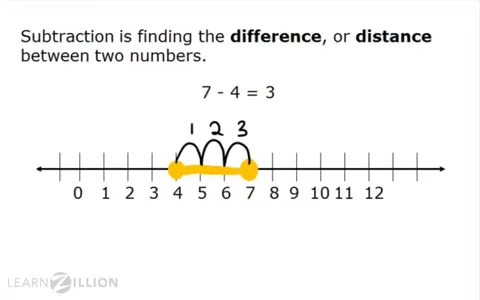 Subtraction is finding the difference, or distance
between two numbers.
7 - 4 = 3
1 2 3
0 1 2 3 4 5 6 7 8 9 10 11 12
LEARNZILLION